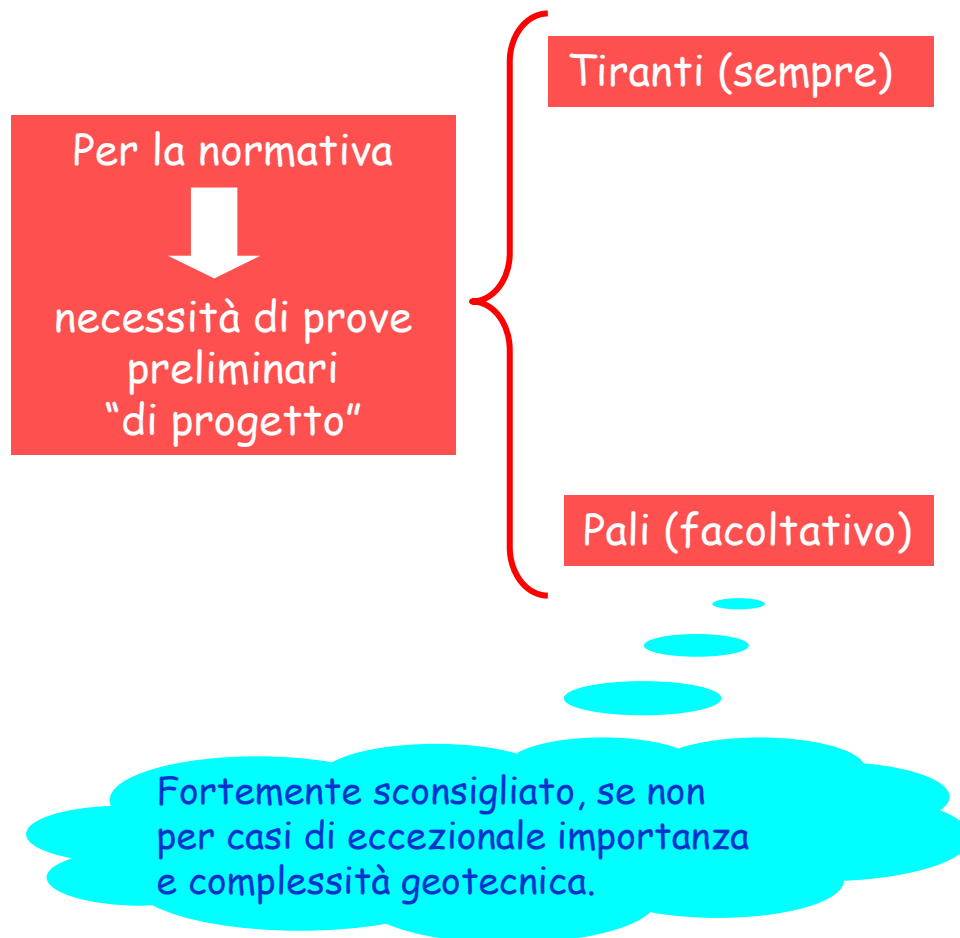 Per la normativa
necessità di prove
preliminari
“di progetto”
Tiranti (sempre)
Pali (facoltativo)
Fortemente sconsigliato, se non
per casi di eccezionale importanza
e complessità geotecnica.